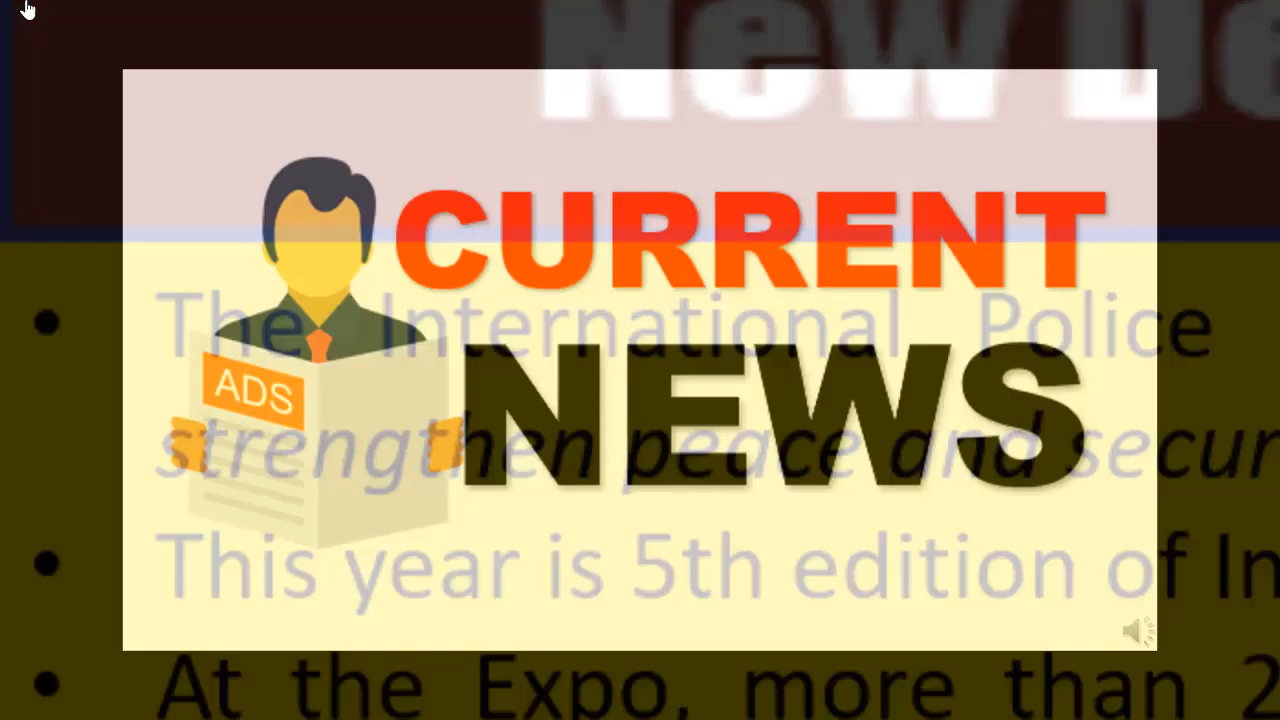 New De
CURRENT
The International Police
NEWS
ADS
strengthen peace and secur
This year is 5th edition of In
At the Expo, more than 2